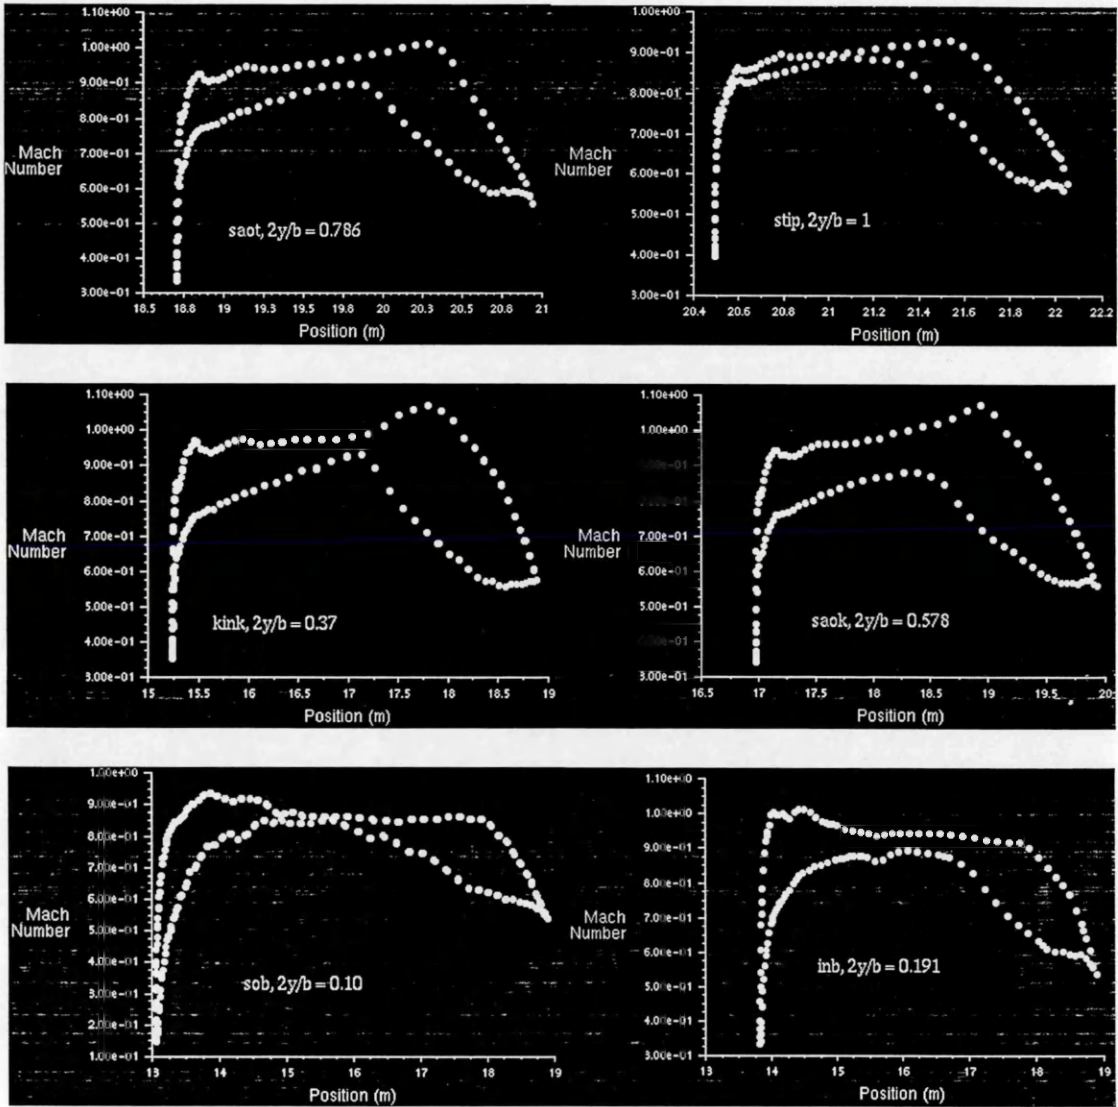 1.10e+00
1.00e+00
9.00e-01
8.00e-01
7.00e-01
6.00e-01
5.00e-01
4.00e-01
3.00e-01
Mach
Number
saot, 2y/b = 0.786
18.5 18.8 19 19.3 19.5 19.8 20 20.3 20.5 20.8 21
Position (m)
1.00e+00
9.00e-01
8.00e-01
7.00e-01
6.00e-01
5.00e-01
4.00e-01
3.00e-01
Mach
Number
stip, 2y/b = 1
20.4 20.6 20.8 21 21.2 21.4 21.6 21.8 22 22.2
Position (m)
1.10e+00
1.00e+00
9.00e-01
8.00e-01
7.00e-01
6.00e-01
5.00e-01
4.00e-01
3.00e-01
Mach
Number
kink, 2y/b = 0.37
15 15.5 16 16.5 17 17.5 18 18.5 19
Position (m)
1.10e+00
1.00e+00
9.00e-01
8.00e-01
7.00e-01
6.00e-01
5.00e-01
4.00e-01
3.00e-01
Mach
Number
saok, 2y/b = 0.578
16.5 17 17.5 18 18.5 19 19.5 20
Position (m)
1.00e+00
9.00e-01
8.00e-01
7.00e-01
6.00e-01
5.00e-01
4.00e-01
3.00e-01
2.00e-01
1.00e-01
Mach
Number
sob, 2y/b = 0.10
13 14 15 16 17 18 19
Position (m)
1.10e+00
1.00e+00
9.00e-01
8.00e-01
7.00e-01
6.00e-01
5.00e-01
4.00e-01
3.00e-01
Mach
Number
inb, 2y/b = 0.191
13 14 15 16 17 18 19
Position (m)